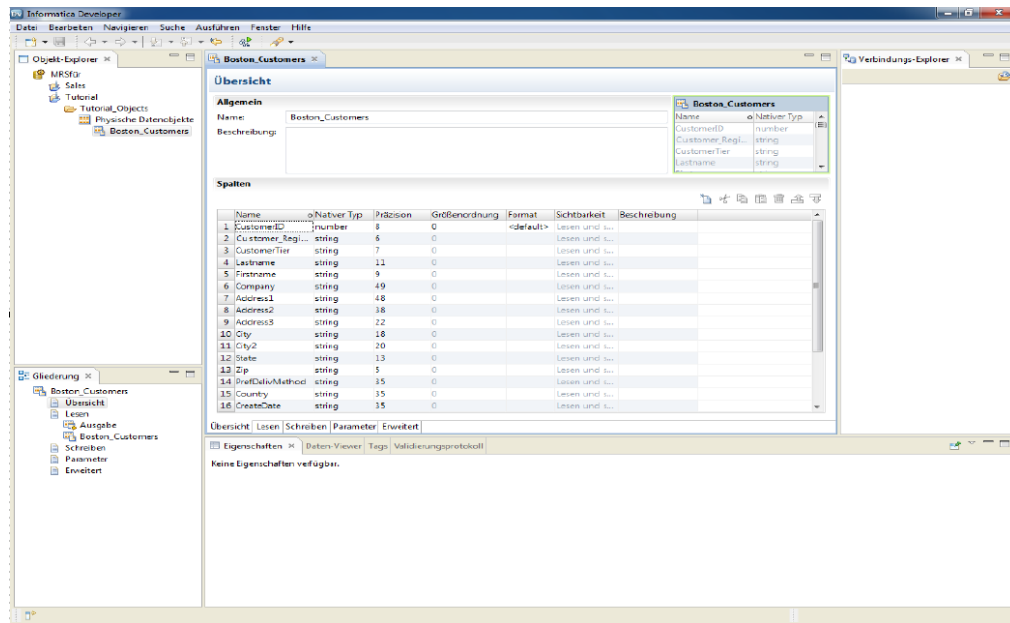 Informatica Developer
Datei Bearbeiten Navigieren Suche Ausführen Fenster Hilfe
Objekt-Explorer
MRSfür
Sales
Tutorial
Tutorial_Objects
Physische Datenobjekte
Boston_Customers
Gliederung
Boston_Customers
Übersicht
Lesen
Ausgabe
Boston_Customers
Schreiben
Parameter
Erweitert
Boston_Customers
Übersicht
Allgemein
Name: Boston_Customers
Beschreibung:
Boston_Customers
Name Nativer Typ
CustomerID number
Customer_Regi... string
CustomerTier string
Lastname string
Spalten
Name Nativer Typ Präzision Größenordnung Format Sichtbarkeit Beschreibung
1 CustomerID number 8 0 <default> Lesen und s...
2 Customer_Regi... string 6 0 Lesen und s...
3 CustomerTier string 7 0 Lesen und s...
4 Lastname string 11 0 Lesen und s...
5 Firstname string 9 0 Lesen und s...
6 Company string 49 0 Lesen und s...
7 Address1 string 48 0 Lesen und s...
8 Address2 string 38 0 Lesen und s...
9 Address3 string 22 0 Lesen und s...
10 City string 18 0 Lesen und s...
11 City2 string 20 0 Lesen und s...
12 State string 13 0 Lesen und s...
13 Zip string 5 0 Lesen und s...
14 PrefDelivMethod string 35 0 Lesen und s...
15 Country string 35 0 Lesen und s...
16 CreateDate string 35 0 Lesen und s...
Übersicht Lesen Schreiben Parameter Erweitert
Eigenschaften Daten-Viewer Tags Validierungsprotokoll
Keine Eigenschaften verfügbar.
Verbindungs-Explorer